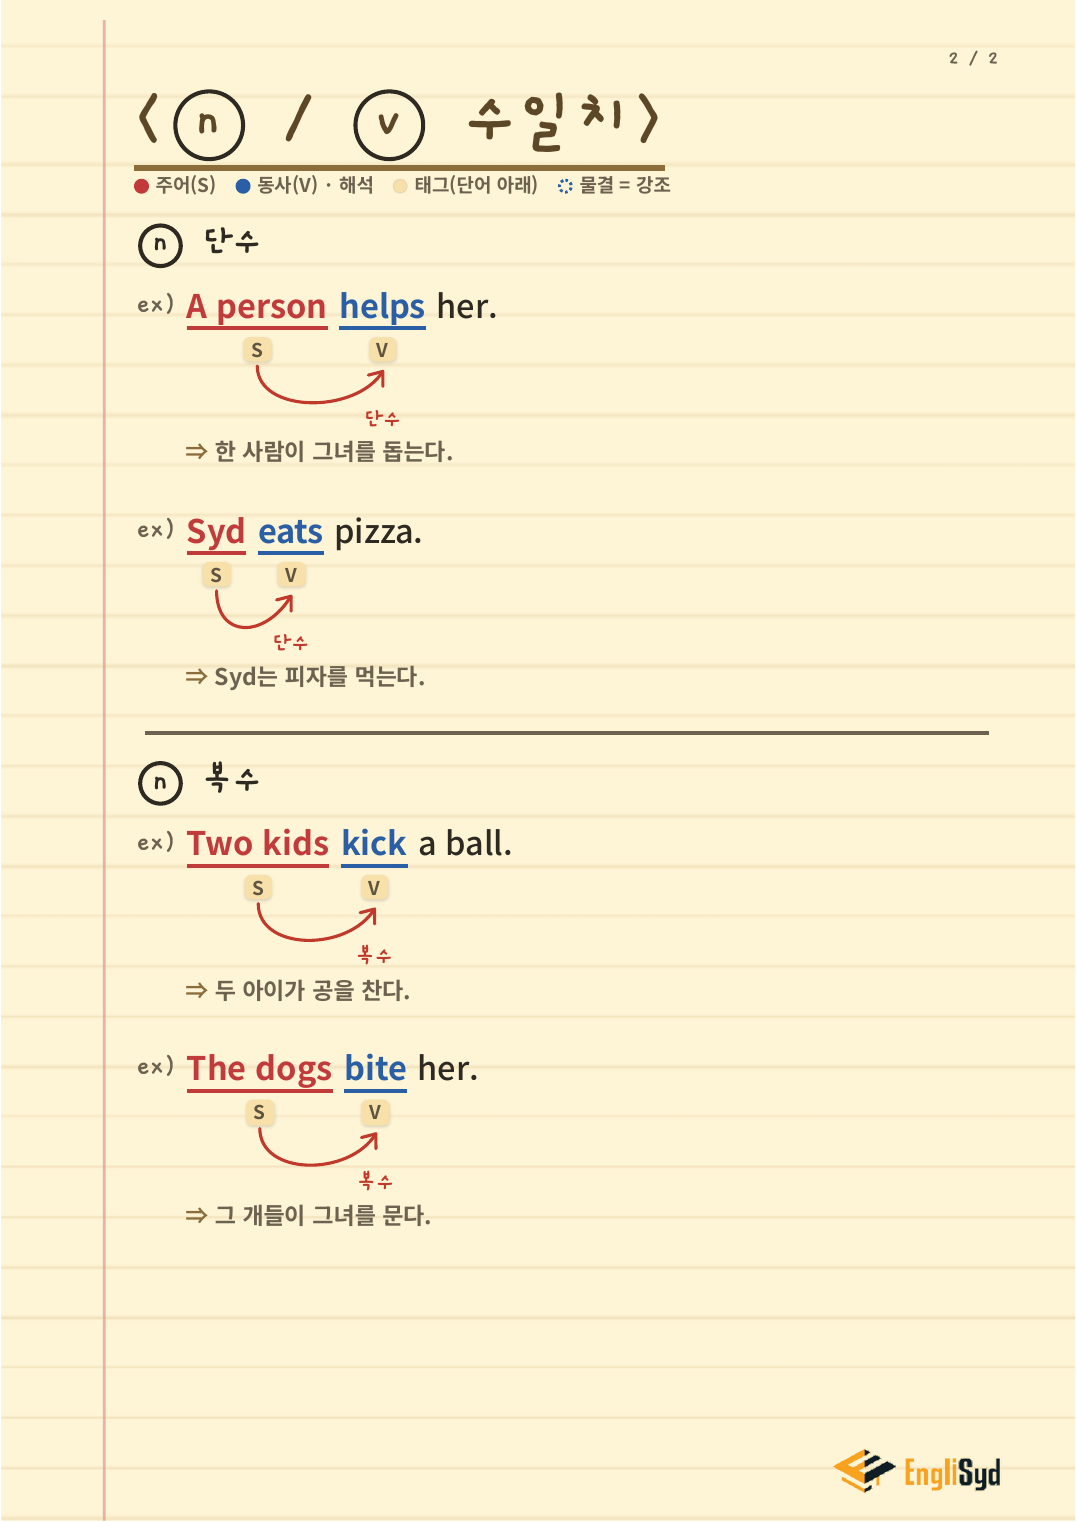 2 / 2
< n / v 수일치>
주어(S) 동사(V) · 해석 태그(단어 아래) 물결 = 강조
n 단수
ex) A person helps her.
S V
단수
⇒ 한 사람이 그녀를 돕는다.
ex) Syd eats pizza.
S V
단수
⇒ Syd는 피자를 먹는다.
n 복수
ex) Two kids kick a ball.
S V
복수
⇒ 두 아이가 공을 찬다.
ex) The dogs bite her.
S V
복수
⇒ 그 개들이 그녀를 문다.
EngliSyd